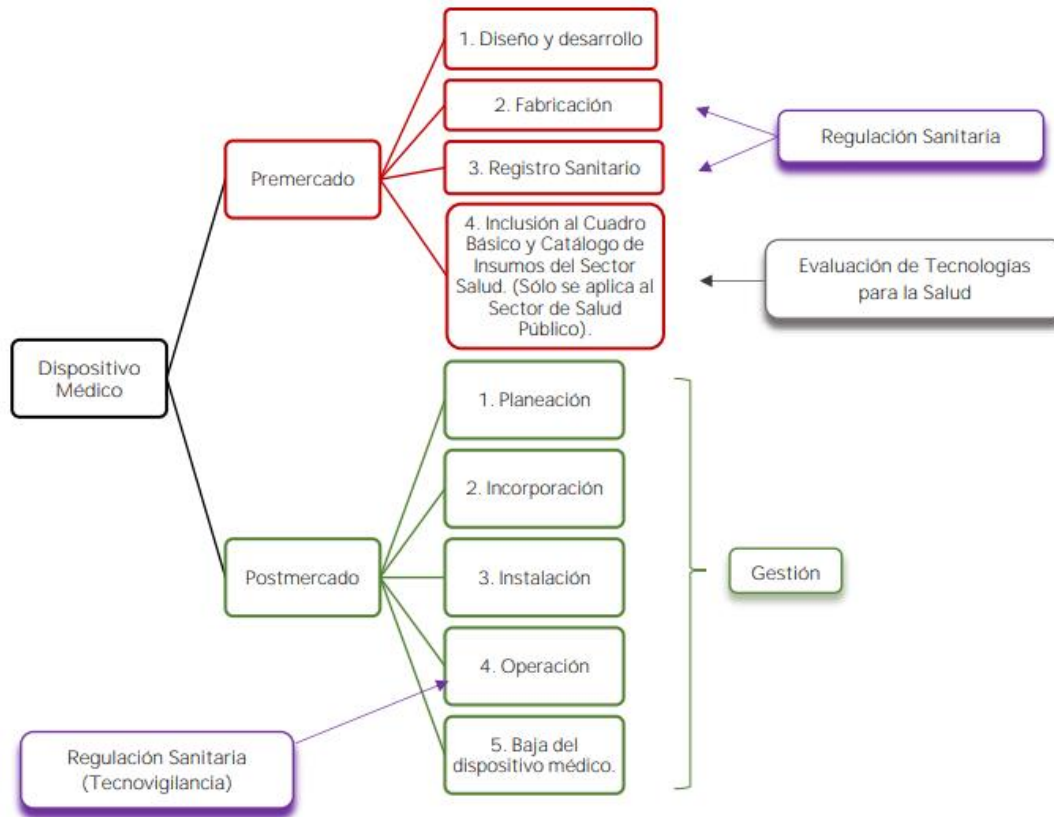 1. Diseño y desarrollo
2. Fabricación
Regulación Sanitaria
Premercado
3. Registro Sanitario
4. Inclusión al Cuadro
Básico y Catálogo de
Insumos del Sector
Salud. (Sólo se aplica al
Sector de Salud
Público).
Evaluación de Tecnologías
para la Salud
Dispositivo
Médico
1. Planeación
2. Incorporación
Postmercado
3. Instalación
Gestión
4. Operación
Regulación Sanitaria
(Tecnovigilancia)
5. Baja del
dispositivo médico.